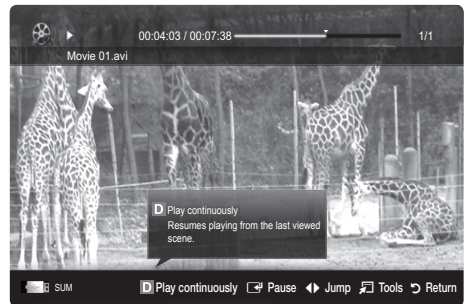 00:04:03 / 00:07:38 1/1
Movie 01.avi
D Play continuously
Resumes playing from the last viewed
scene.
SUM D Play continuously Pause Jump Tools Return